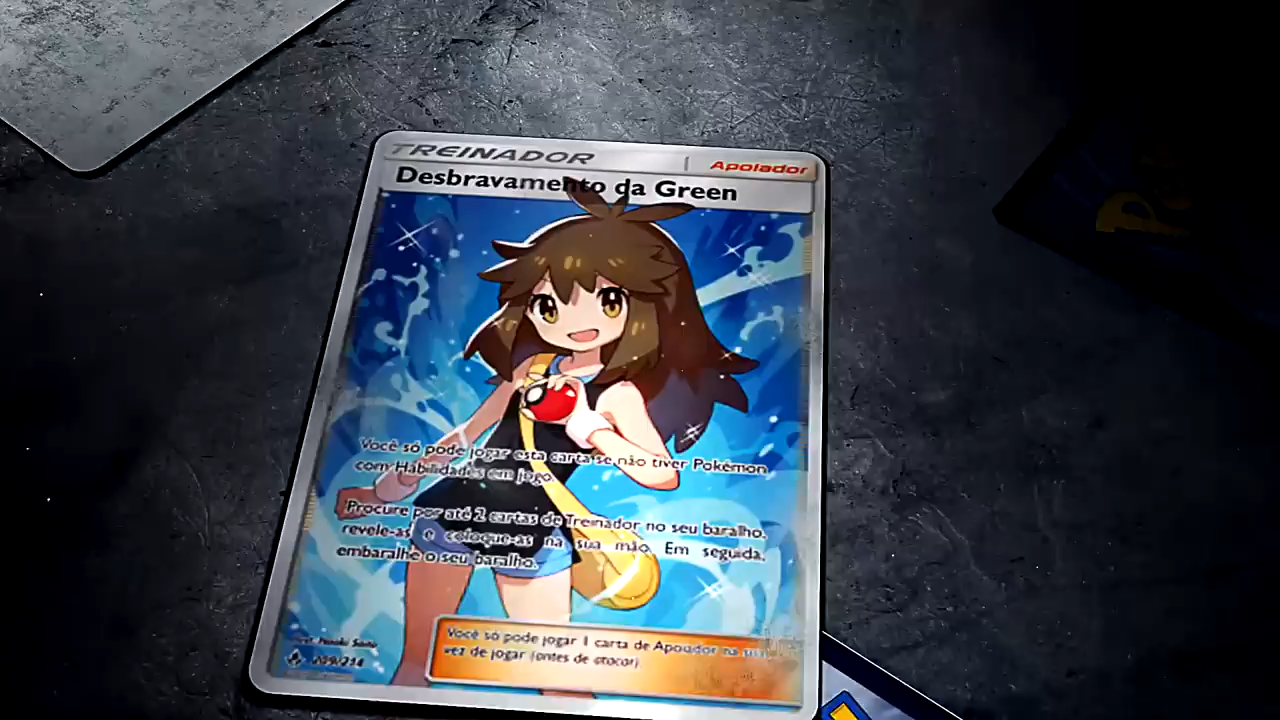 TREINADOR
Apoiador
Desbravamento da Green
Você só pode jogar esta carta se não tiver Pokémon
com Habilidades em jogo.
Procure por até 2 cartas de Treinador no seu baralho,
revele-as e coloque-as na sua mão. Em seguida,
embaralhe o seu baralho.
Você só pode jogar 1 carta de Apoiador na sua
vez de jogar (antes de atacar).
209/214